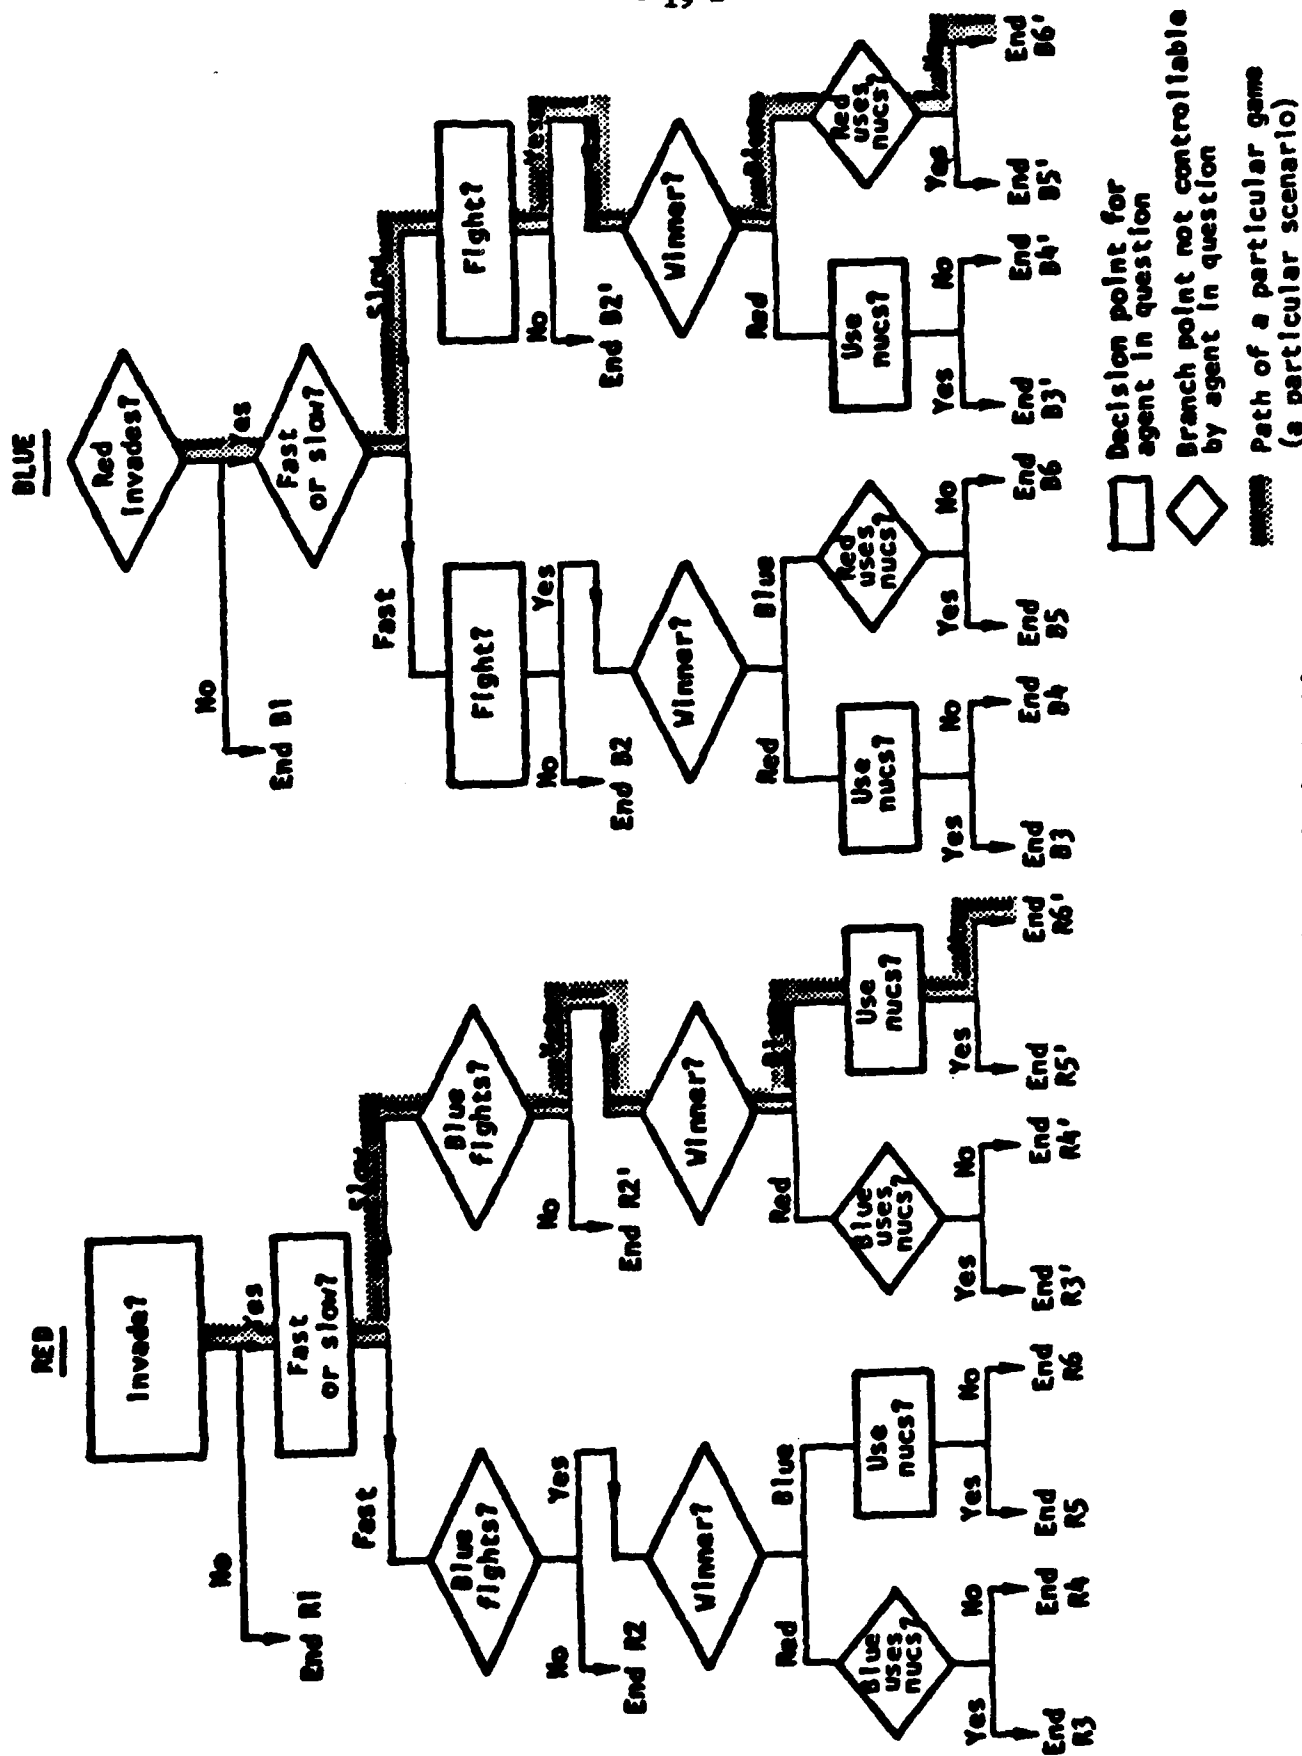 - 19 -
RED
Invade?
No
Yes
End R1
Fast
or slow?
Fast
Slow
Blue
fights?
No
Yes
End R2
Winner?
Red
Blue
Blue
uses
nucs?
Yes
No
End
R3
End
R4
Use
nucs?
Yes
No
End
R5
End
R6
Blue
fights?
No
Yes
End R2'
Winner?
Red
Blue
Blue
uses
nucs?
Yes
No
End
R3'
End
R4'
Use
nucs?
Yes
No
End
R5'
End
R6'
BLUE
Red
invades?
No
Yes
End B1
Fast
or slow?
Fast
Slow
Fight?
No
Yes
End B2
Winner?
Red
Blue
Use
nucs?
Yes
No
End
B3
End
B4
Red
uses
nucs?
Yes
No
End
B5
End
B6
Fight?
No
Yes
End B2'
Winner?
Red
Blue
Use
nucs?
Yes
No
End
B3'
End
B4'
Red
uses
nucs?
Yes
No
End
B5'
End
B6'
Decision point for
agent in question
Branch point not controllable
by agent in question
Path of a particular game
(a particular scenario)